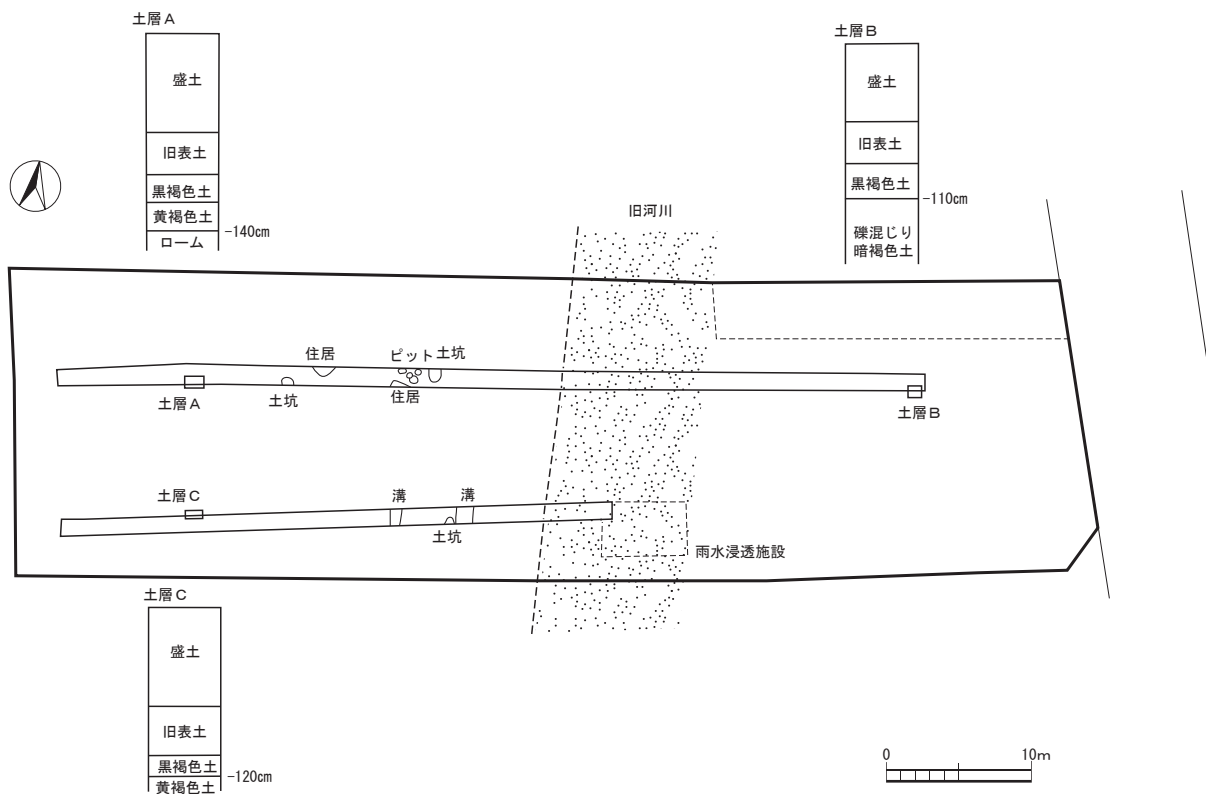 土層A
盛土
旧表土
黒褐色土
黄褐色土
ローム
-140cm
土層B
盛土
旧表土
黒褐色土
-110cm
礫混じり
暗褐色土
旧河川
住居
ピット
土坑
土層A
土坑
住居
土層B
土層C
溝
溝
土坑
雨水浸透施設
土層C
盛土
旧表土
黒褐色土
-120cm
黄褐色土
0
10m